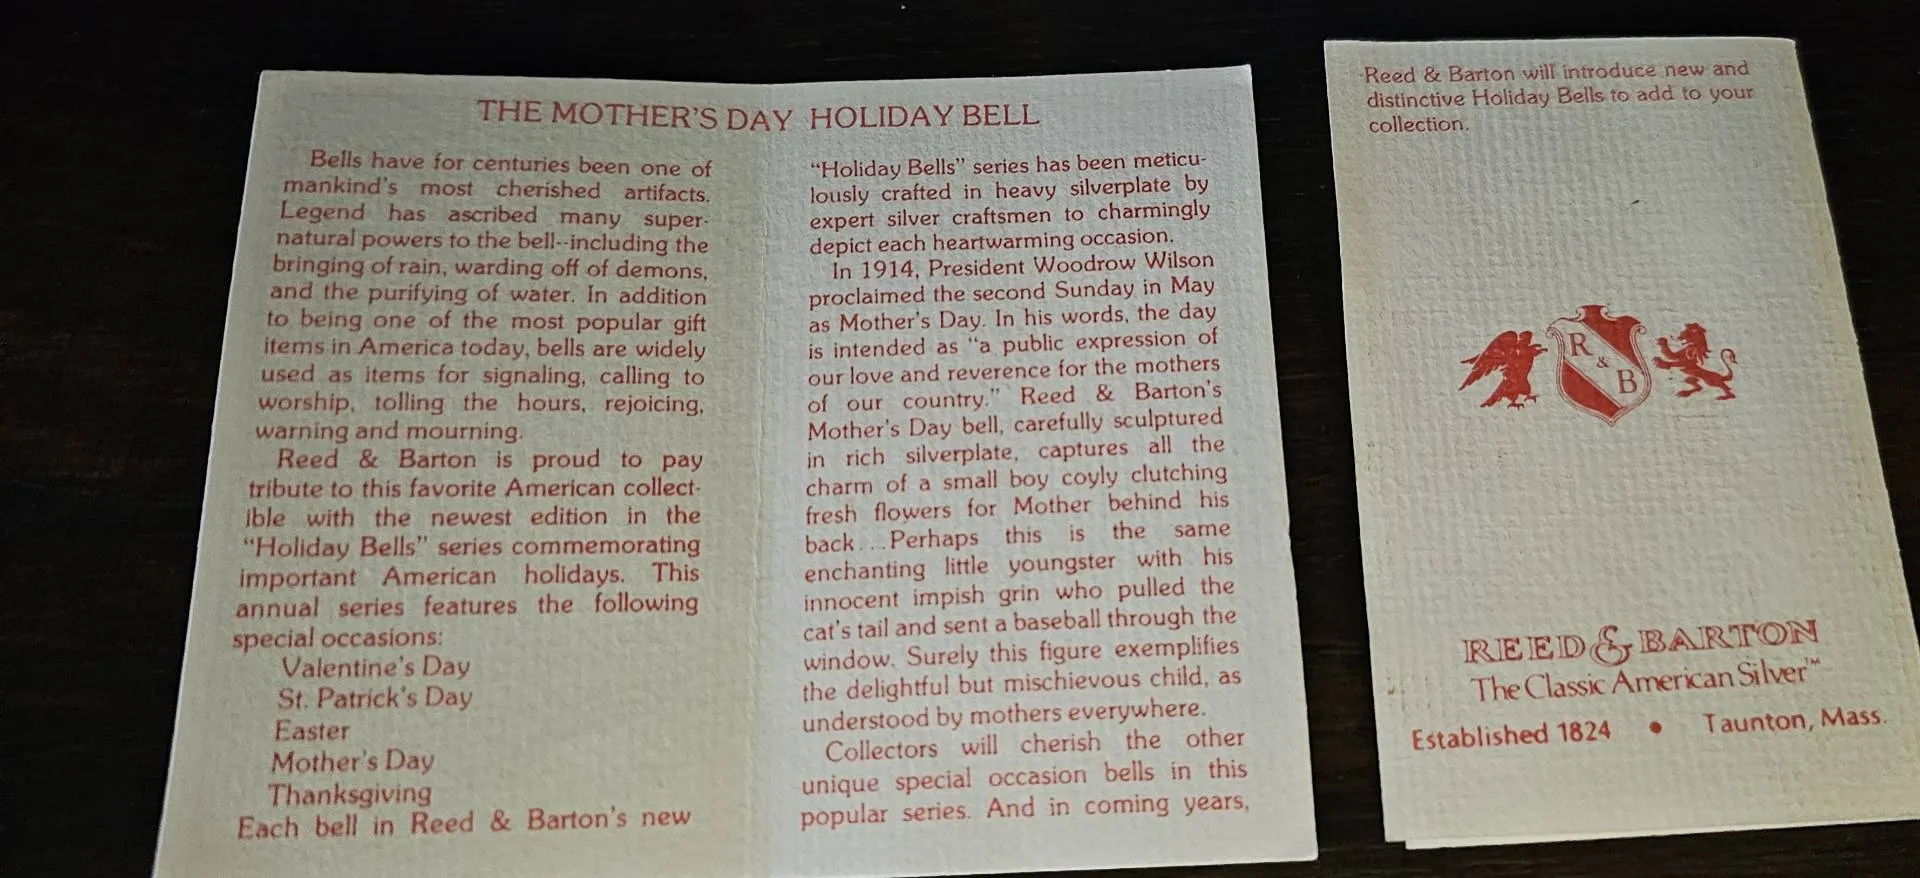 THE MOTHER'S DAY HOLIDAY BELL
Bells have for centuries been one of
mankind's most cherished artifacts.
Legend has ascribed many super-
natural powers to the bell--including the
bringing of rain, warding off of demons,
and the purifying of water. In addition
to being one of the most popular gift
items in America today, bells are widely
used as items for signaling, calling to
worship, tolling the hours, rejoicing,
warning and mourning.
Reed & Barton is proud to pay
tribute to this favorite American collect-
ible with the newest edition in the
"Holiday Bells" series commemorating
important American holidays. This
annual series features the following
special occasions:
Valentine's Day
St. Patrick's Day
Easter
Mother's Day
Thanksgiving
Each bell in Reed & Barton's new
"Holiday Bells" series has been meticu-
lously crafted in heavy silverplate by
expert silver craftsmen to charmingly
depict each heartwarming occasion.
In 1914, President Woodrow Wilson
proclaimed the second Sunday in May
as Mother's Day. In his words, the day
is intended as "a public expression of
our love and reverence for the mothers
of our country." Reed & Barton's
Mother's Day bell, carefully sculptured
in rich silverplate, captures all the
charm of a small boy coyly clutching
fresh flowers for Mother behind his
back...Perhaps this is the same
enchanting little youngster with his
innocent impish grin who pulled the
cat's tail and sent a baseball through the
window. Surely this figure exemplifies
the delightful but mischievous child, as
understood by mothers everywhere.
Collectors will cherish the other
unique special occasion bells in this
popular series. And in coming years,
Reed & Barton will introduce new and
distinctive Holiday Bells to add to your
collection.
R & B
REED & BARTON
The Classic American Silver™
Established 1824 • Taunton, Mass.